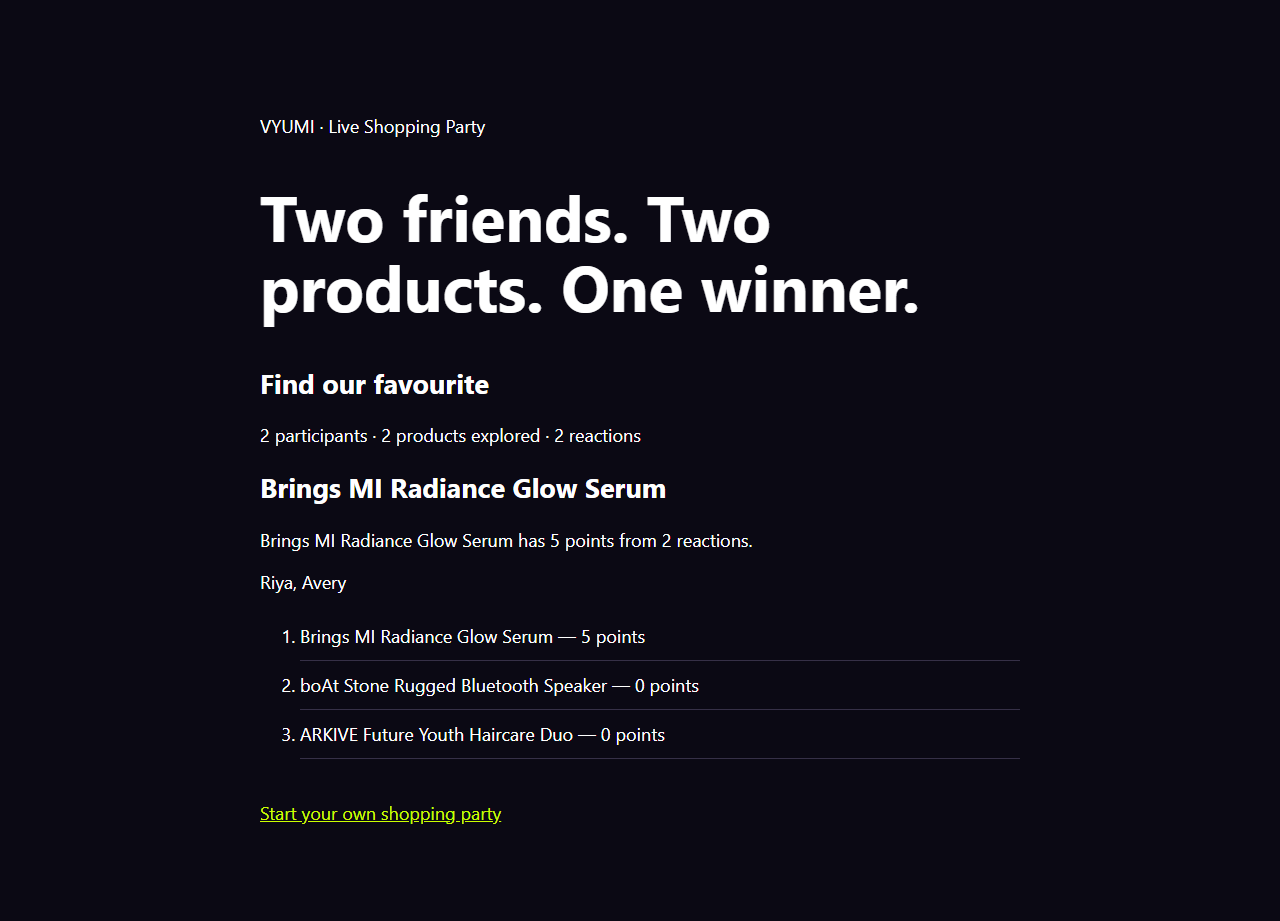 VYUMI · Live Shopping Party
Two friends. Two
products. One winner.
Find our favourite
2 participants · 2 products explored · 2 reactions
Brings MI Radiance Glow Serum
Brings MI Radiance Glow Serum has 5 points from 2 reactions.
Riya, Avery
1. Brings MI Radiance Glow Serum — 5 points
2. boAt Stone Rugged Bluetooth Speaker — 0 points
3. ARKIVE Future Youth Haircare Duo — 0 points
Start your own shopping party